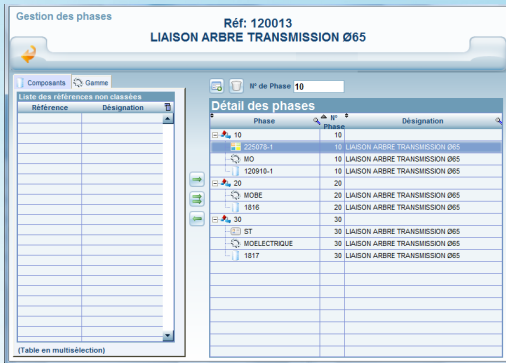 Gestion des phases
Réf: 120013
LIAISON ARBRE TRANSMISSION Ø65
Composants Gamme
Liste des références non classées
Référence Désignation
(Table en multisélection)
N° de Phase 10
Détail des phases
Phase N° Phase Désignation
10 10
225078-1 10 LIAISON ARBRE TRANSMISSION Ø65
MO 10 LIAISON ARBRE TRANSMISSION Ø65
120910-1 10 LIAISON ARBRE TRANSMISSION Ø65
20 20
MOBE 20 LIAISON ARBRE TRANSMISSION Ø65
1816 20 LIAISON ARBRE TRANSMISSION Ø65
30 30
ST 30 LIAISON ARBRE TRANSMISSION Ø65
MOELECTRIQUE 30 LIAISON ARBRE TRANSMISSION Ø65
1817 30 LIAISON ARBRE TRANSMISSION Ø65